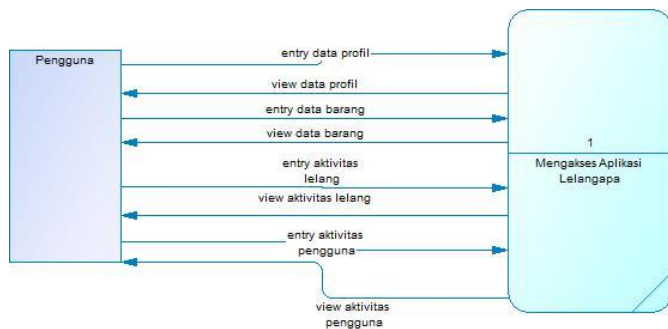 Pengguna
entry data profil
view data profil
entry data barang
view data barang
entry aktivitas
lelang
view aktivitas lelang
entry aktivitas
pengguna
view aktivitas
pengguna
1
Mengakses Aplikasi
Lelangapa